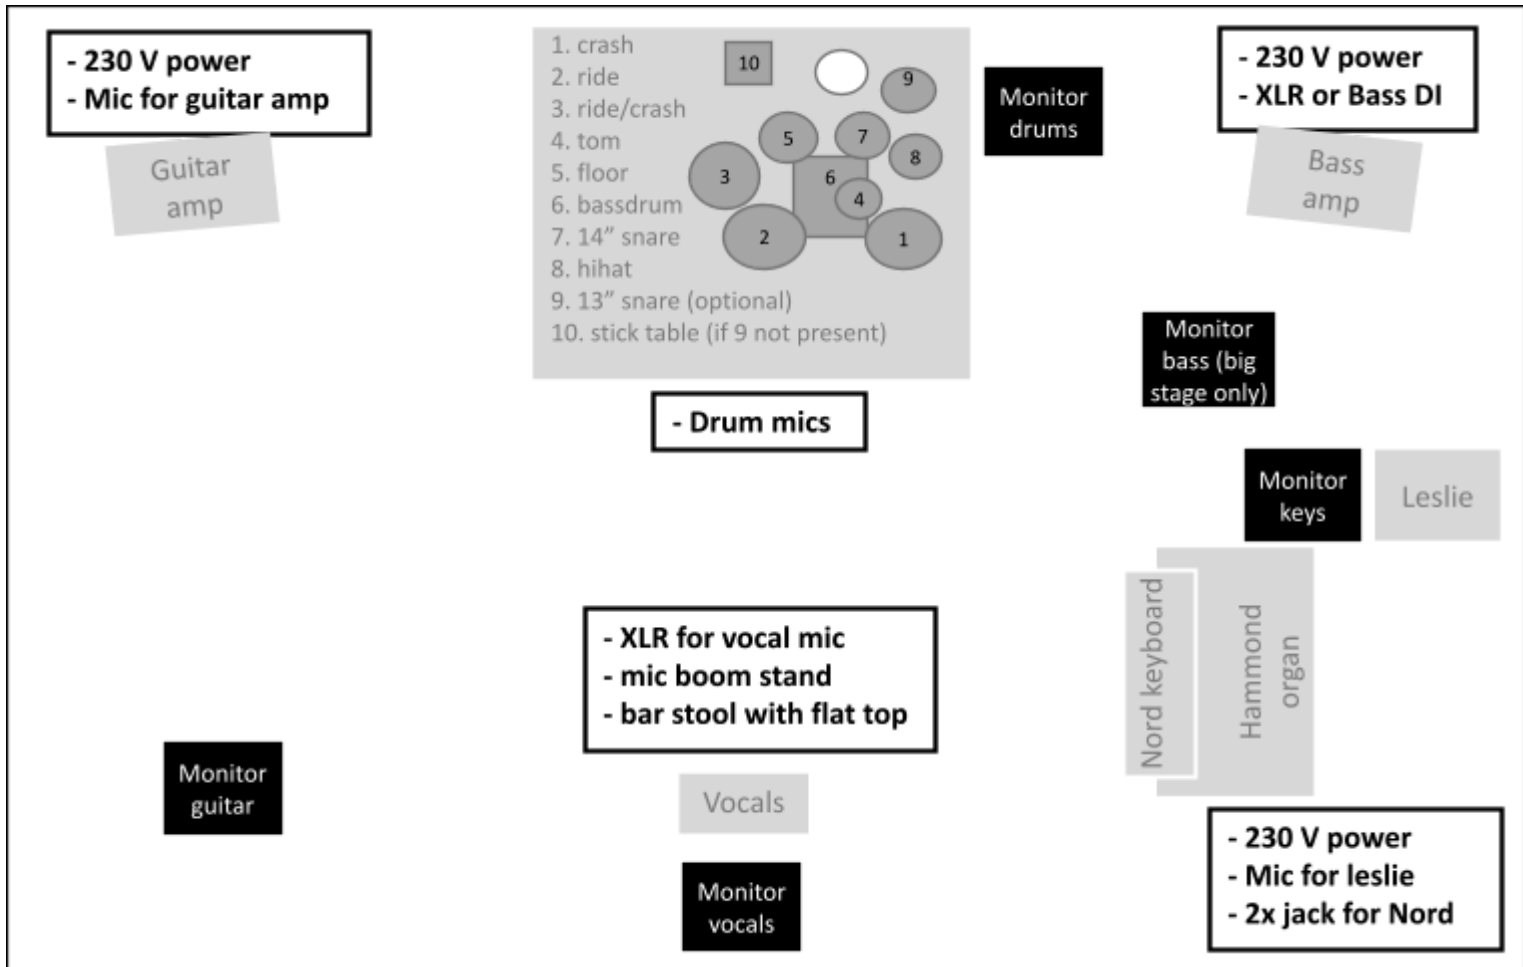 - 230 V power
- Mic for guitar amp
Guitar
amp
1. crash
2. ride
3. ride/crash
4. tom
5. floor
6. bassdrum
7. 14” snare
8. hihat
9. 13” snare (optional)
10. stick table (if 9 not present)
10
9
5
7
8
3
6
4
2
1
Monitor
drums
- 230 V power
- XLR or Bass DI
Bass
amp
- Drum mics
Monitor
bass (big
stage only)
Monitor
keys
Leslie
Nord keyboard
Hammond
organ
- XLR for vocal mic
- mic boom stand
- bar stool with flat top
Vocals
Monitor
guitar
Monitor
vocals
- 230 V power
- Mic for leslie
- 2x jack for Nord